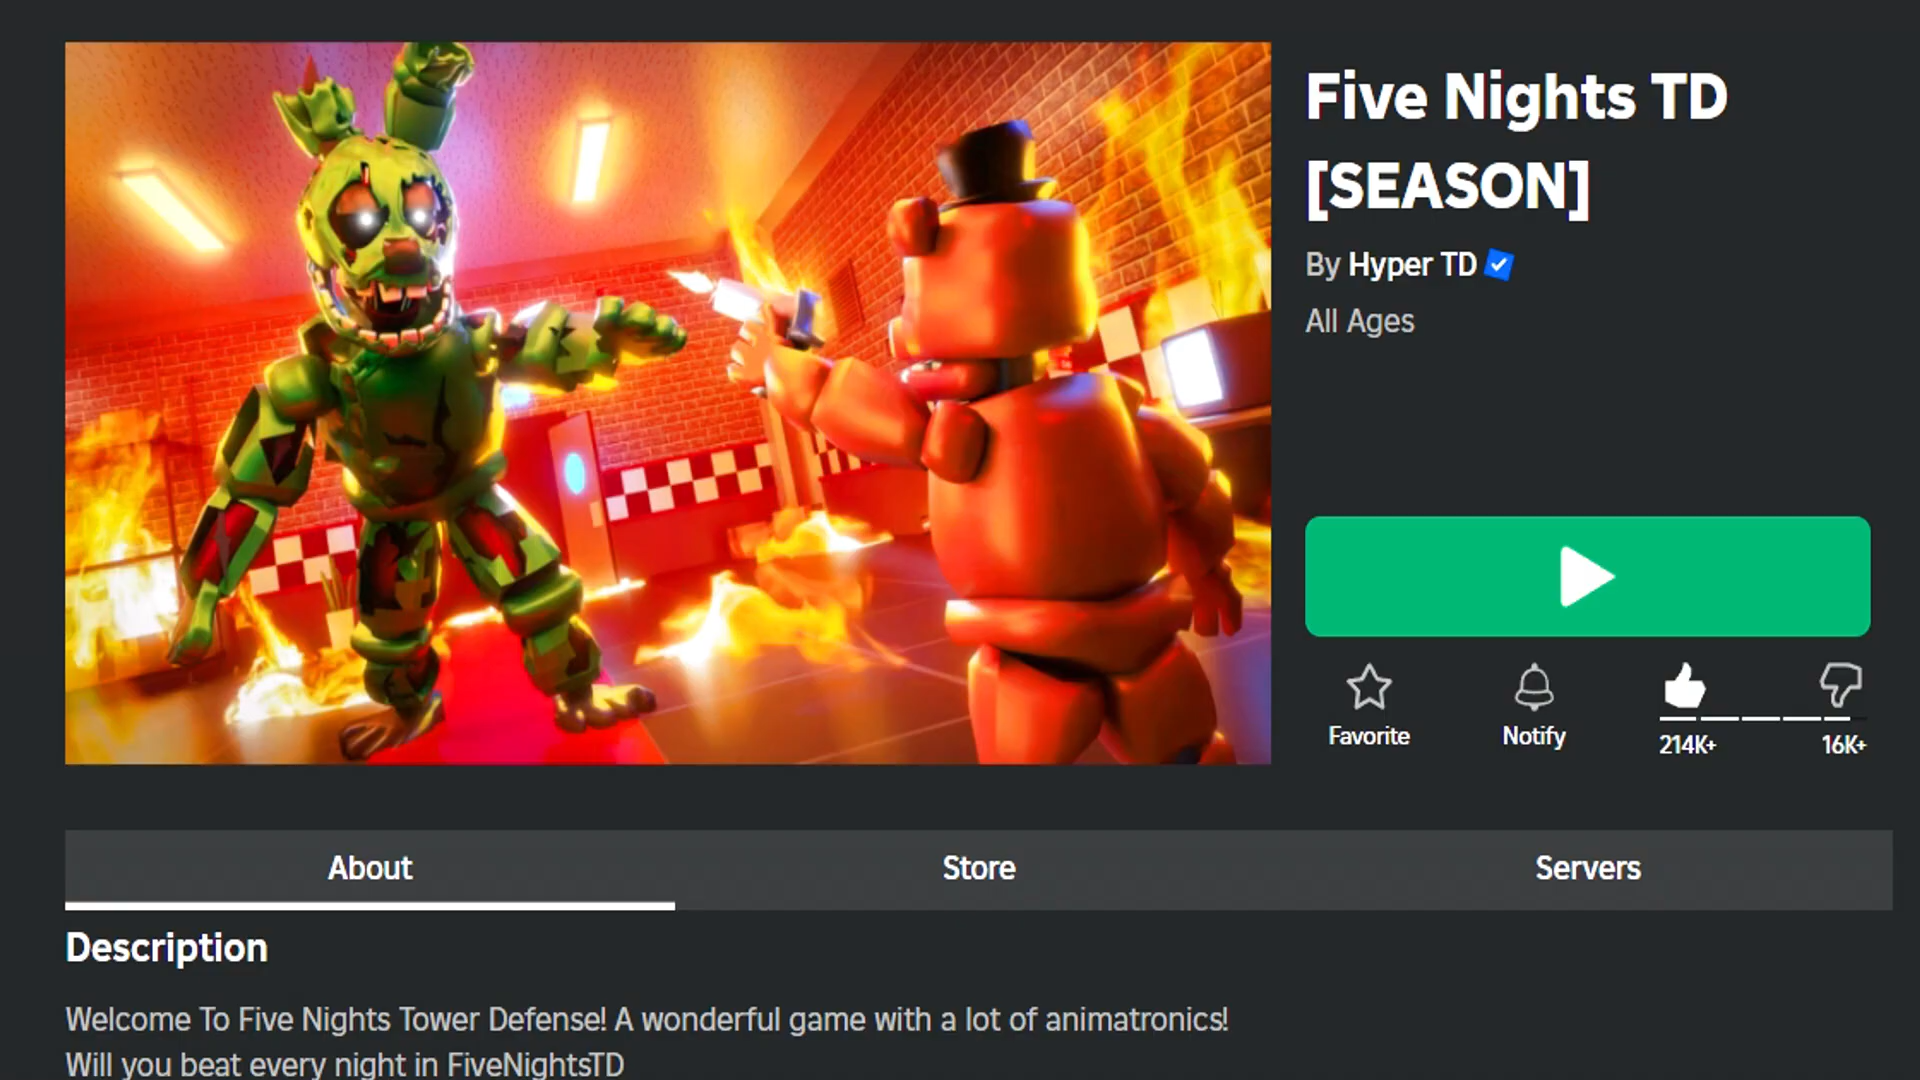 Five Nights TD
[SEASON]
By Hyper TD
All Ages
Favorite
Notify
214K+
16K+
About
Store
Servers
Description
Welcome To Five Nights Tower Defense! A wonderful game with a lot of animatronics!
Will you beat every night in FiveNightsTD